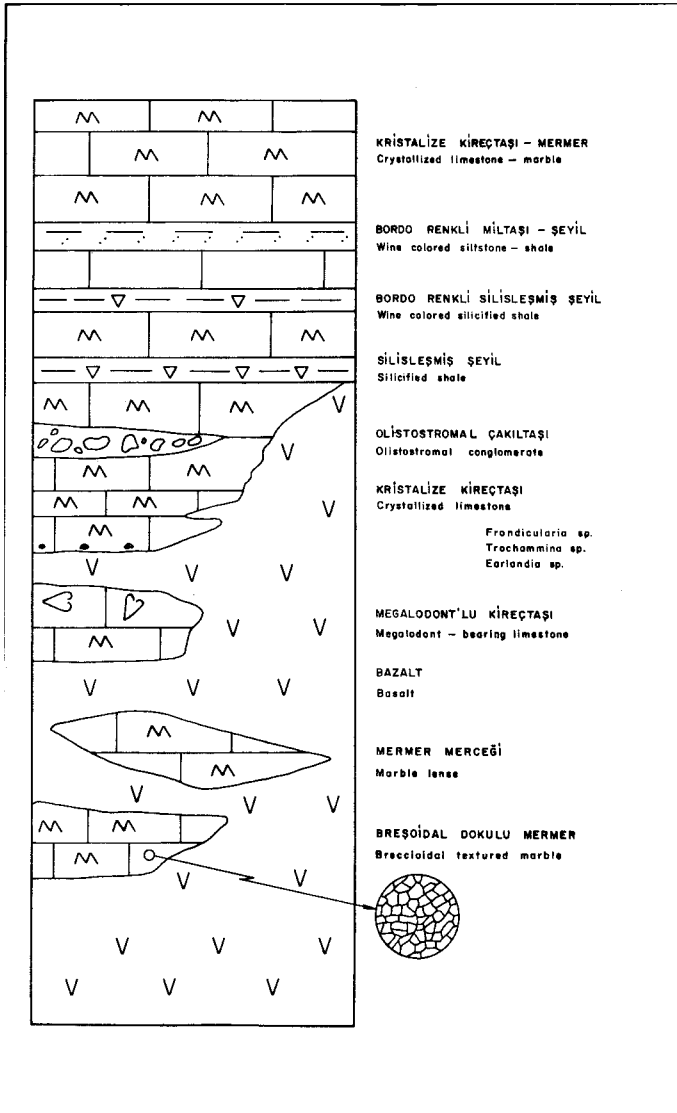 KRİSTALİZE KİREÇTAŞI – MERMER
Crystallized limestone – marble
BORDO RENKLİ MİLTAŞI – ŞEYİL
Wine colored siltstone – shale
BORDO RENKLİ SİLİSLEŞMİŞ ŞEYİL
Wine colored silicified shale
SİLİSLEŞMİŞ ŞEYİL
Silicified shale
OLİSTOSTROMAL ÇAKILTAŞI
Olistostromal conglomerate
KRİSTALİZE KİREÇTAŞI
Crystallized limestone
Frondicularia sp.
Trochammina sp.
Earlandia sp.
MEGALODONT'LU KİREÇTAŞI
Megalodont – bearing limestone
BAZALT
Basalt
MERMER MERCEĞİ
Marble lense
BREŞOİDAL DOKULU MERMER
Breccioidal textured marble